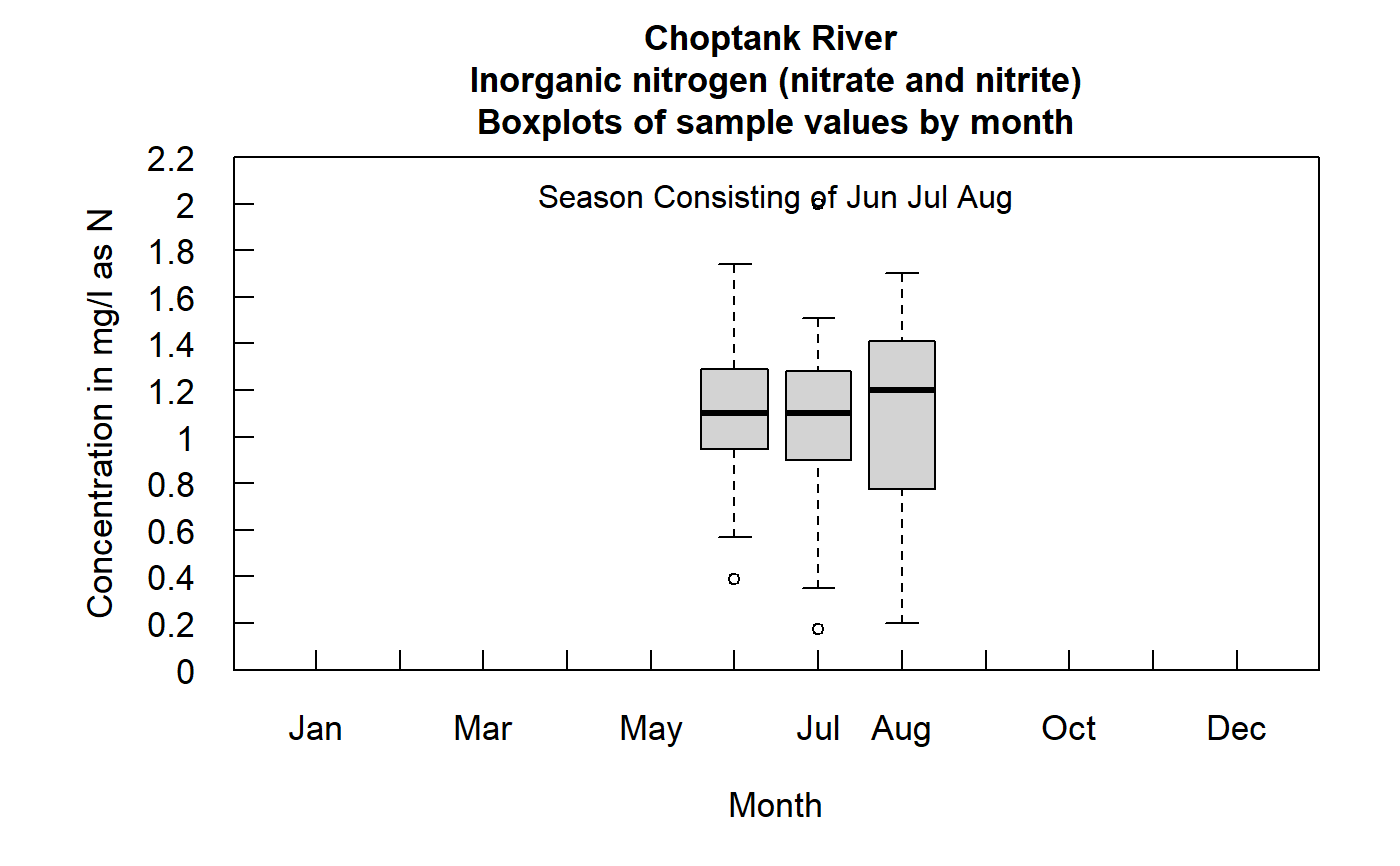 Choptank River
Inorganic nitrogen (nitrate and nitrite)
Boxplots of sample values by month
Season Consisting of Jun Jul Aug
Concentration in mg/l as N
2.2
2
1.8
1.6
1.4
1.2
1
0.8
0.6
0.4
0.2
0
Jan Mar May Jul Aug Oct Dec
Month